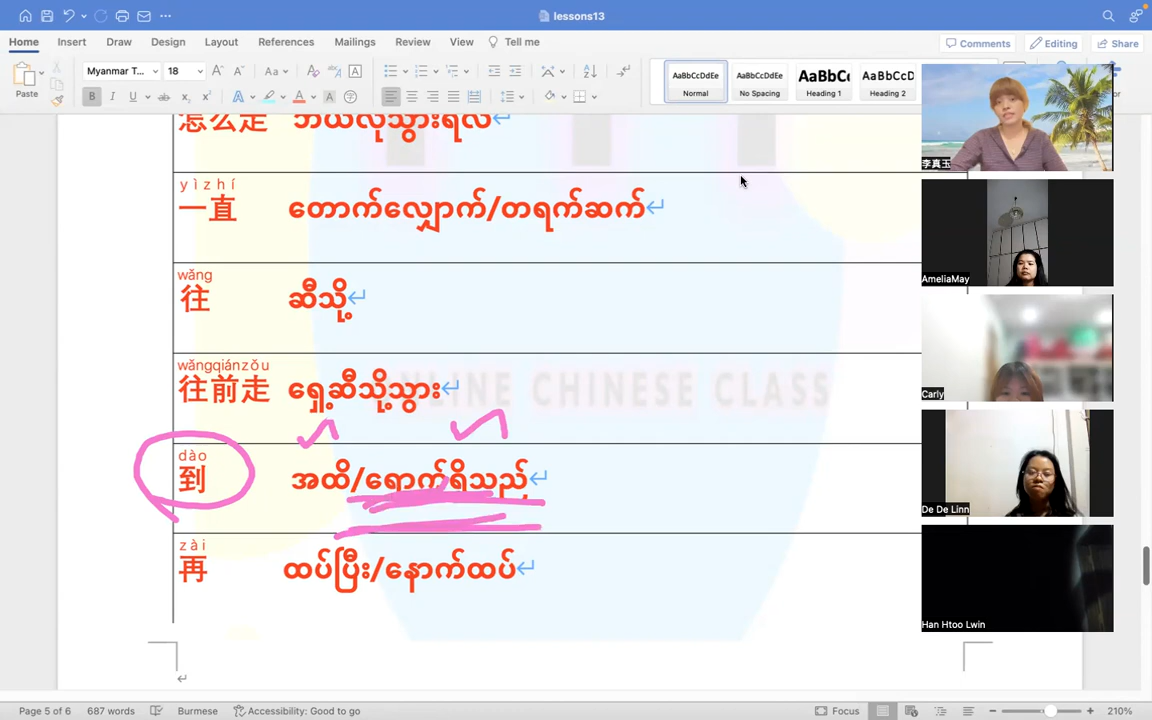 lessons13
Home Insert Draw Design Layout References Mailings Review View Tell me
Comments Editing Share
Paste
Myanmar T... 18
AaBbCcDdEe AaBbCcDdEe AaBbC AaBbCcD
Normal No Spacing Heading 1 Heading 2
怎么走 ဘယ်လိုသွားရလဲ
yìzhí
一直 တောက်လျှောက်/တရက်ဆက်
wǎng
往 ဆီသို့
wǎngqiánzǒu
往前走 ရှေ့ဆီသို့သွား
ONLINE CHINESE CLASS
dào
到 အထိ/ရောက်ရှိသည်
zài
再 ထပ်ပြီး/နောက်ထပ်
李真玉
AmeliaMay
Carly
De De Linn
Han Htoo Lwin
Page 5 of 6 687 words Burmese Accessibility: Good to go Focus 210%